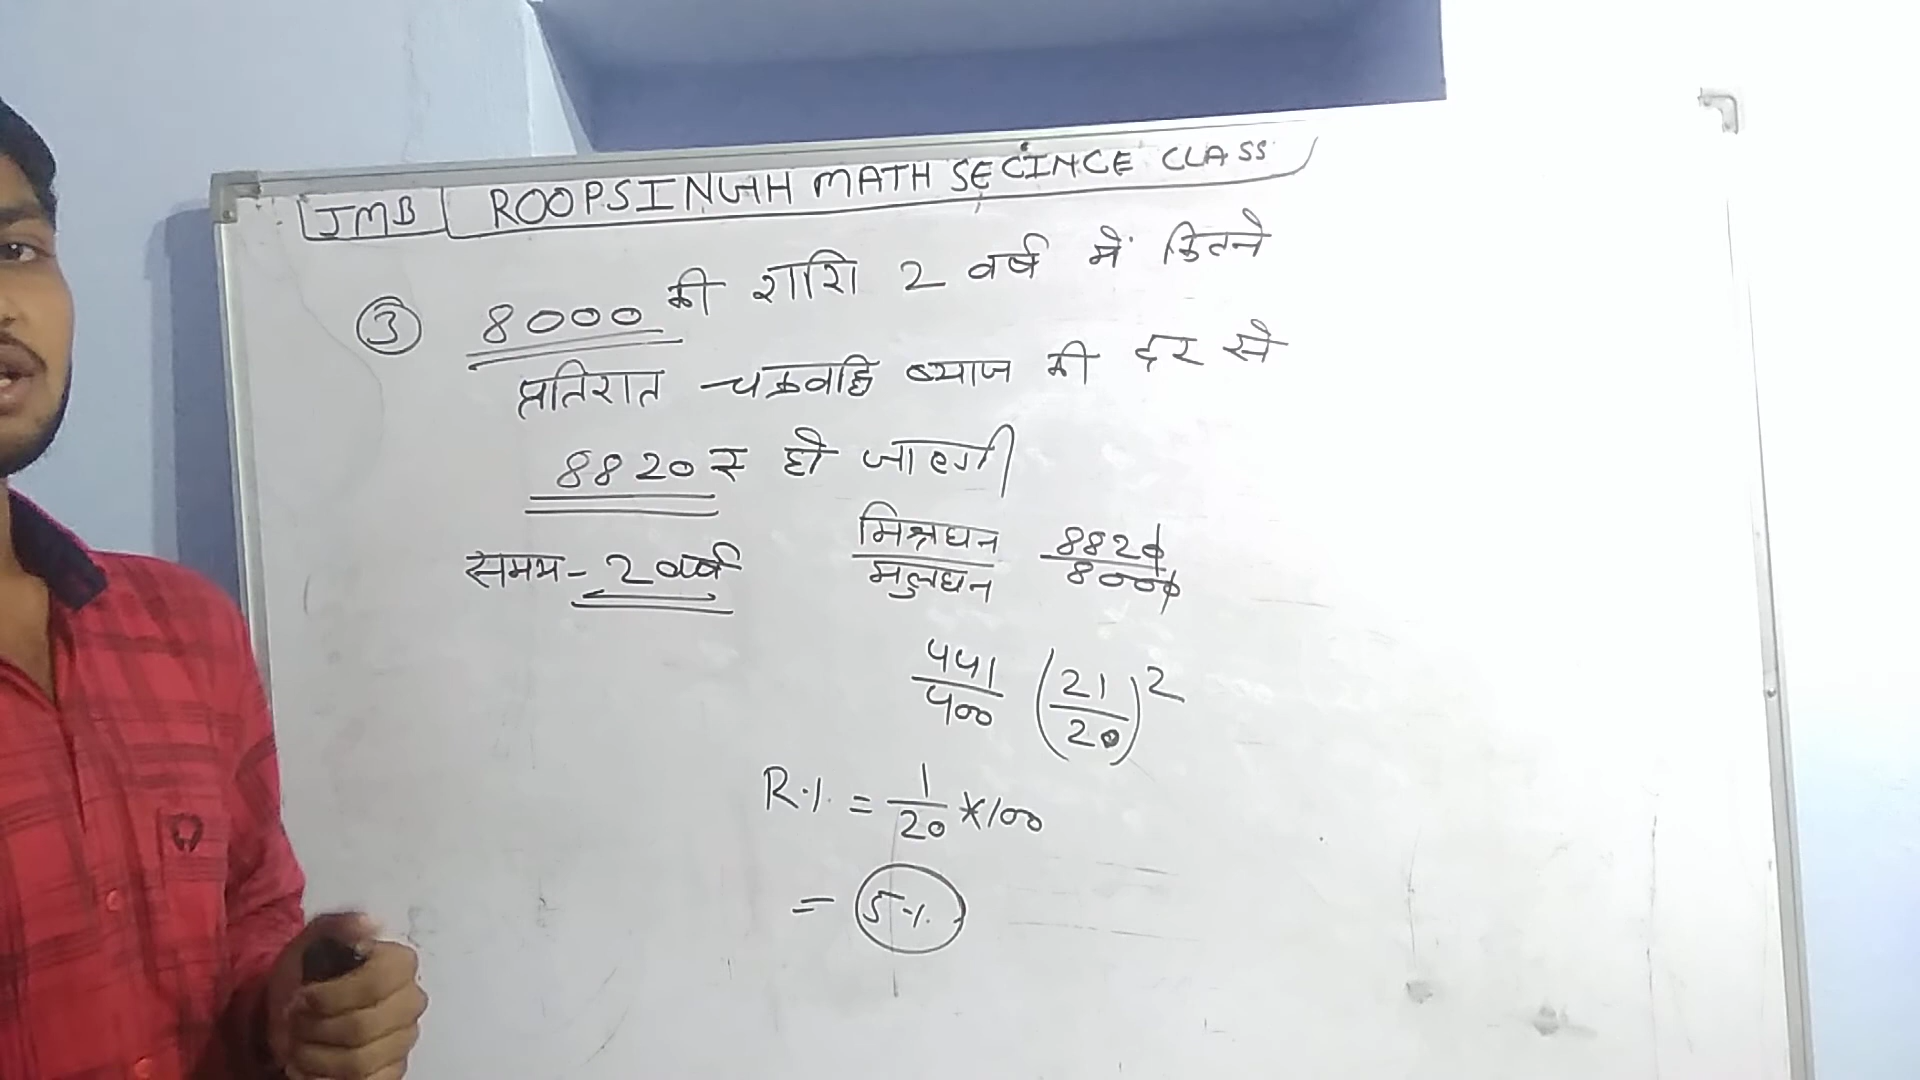 JMB ROOPSINGH MATH SECINCE CLASS
③ 8000 की राशि 2 वर्ष में कितने
प्रतिशत चक्रवृद्धि ब्याज की दर से
8820 रु हो जाएगी
समय - 2 वर्ष मिश्रधन / मुलधन 8820 / 8000
441 / 400 (21 / 20)²
R.% = 1 / 20 * 100
= 5%